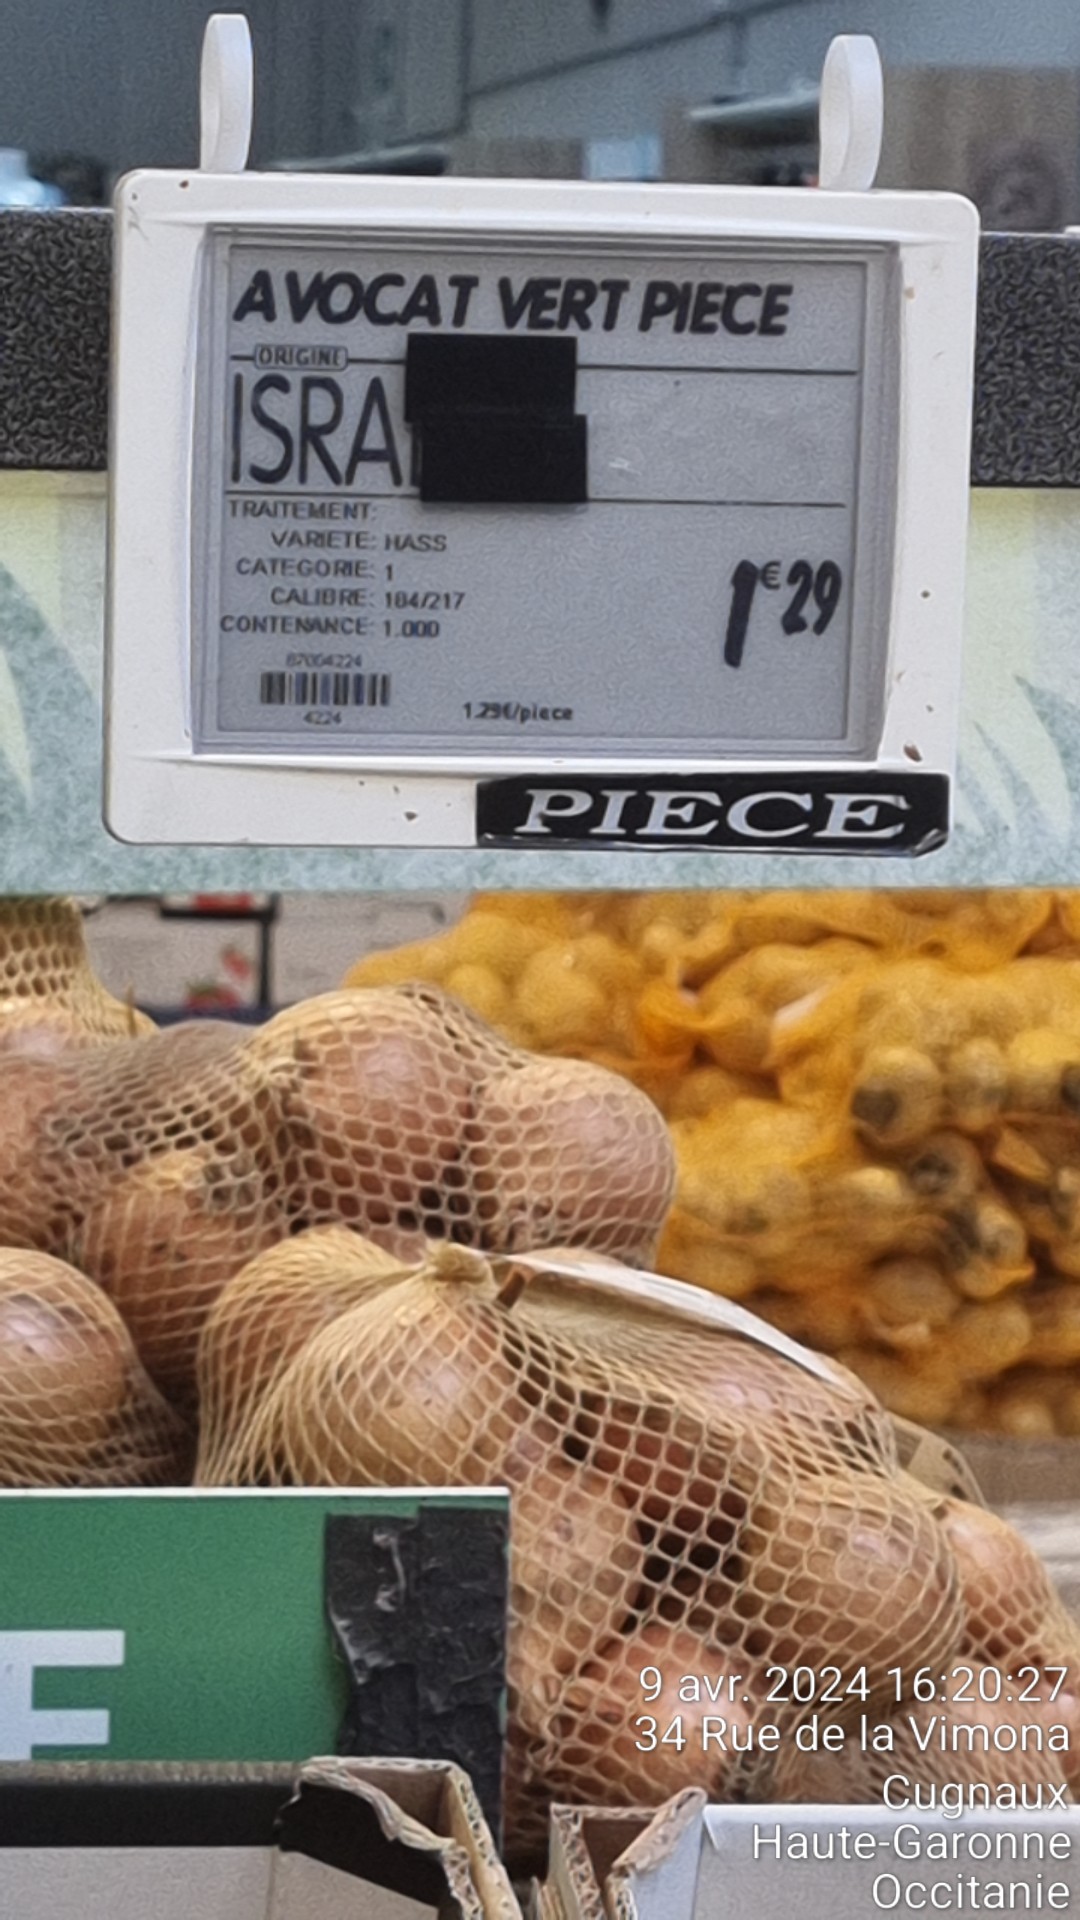 AVOCAT VERT PIECE
ORIGINE
ISRA
TRAITEMENT:
VARIETE: HASS
CATEGORIE: 1
CALIBRE: 184/217
CONTENANCE: 1.000
1€29
87004224
4224
1.29€/piece
PIECE
E
9 avr. 2024 16:20:27
34 Rue de la Vimona
Cugnaux
Haute-Garonne
Occitanie